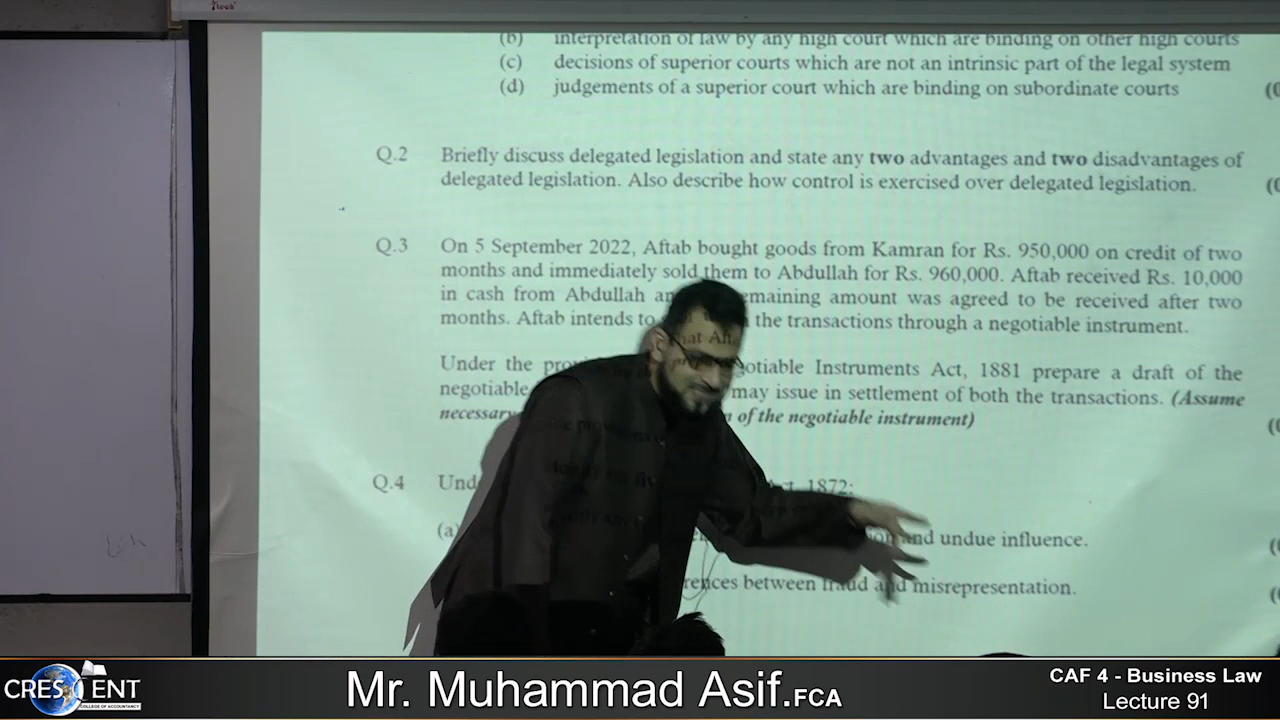 (b) interpretation of law by any high court which are binding on other high courts
(c) decisions of superior courts which are not an intrinsic part of the legal system
(d) judgements of a superior court which are binding on subordinate courts
Q.2 Briefly discuss delegated legislation and state any two advantages and two disadvantages of
delegated legislation. Also describe how control is exercised over delegated legislation.
Q.3 On 5 September 2022, Aftab bought goods from Kamran for Rs. 950,000 on credit of two
months and immediately sold them to Abdullah for Rs. 960,000. Aftab received Rs. 10,000
in cash from Abdullah remaining amount was agreed to be received after two
months. Aftab intends to the transactions through a negotiable instrument.
Under the Negotiable Instruments Act, 1881 prepare a draft of the
negotiable may issue in settlement of both the transactions. (Assume
necessary of the negotiable instrument)
Q.4 Und Act, 1872:
(a) and undue influence.
differences between fraud and misrepresentation.
CRESCENT
COLLEGE OF ACCOUNTANCY
Mr. Muhammad Asif.FCA
CAF 4 - Business Law
Lecture 91